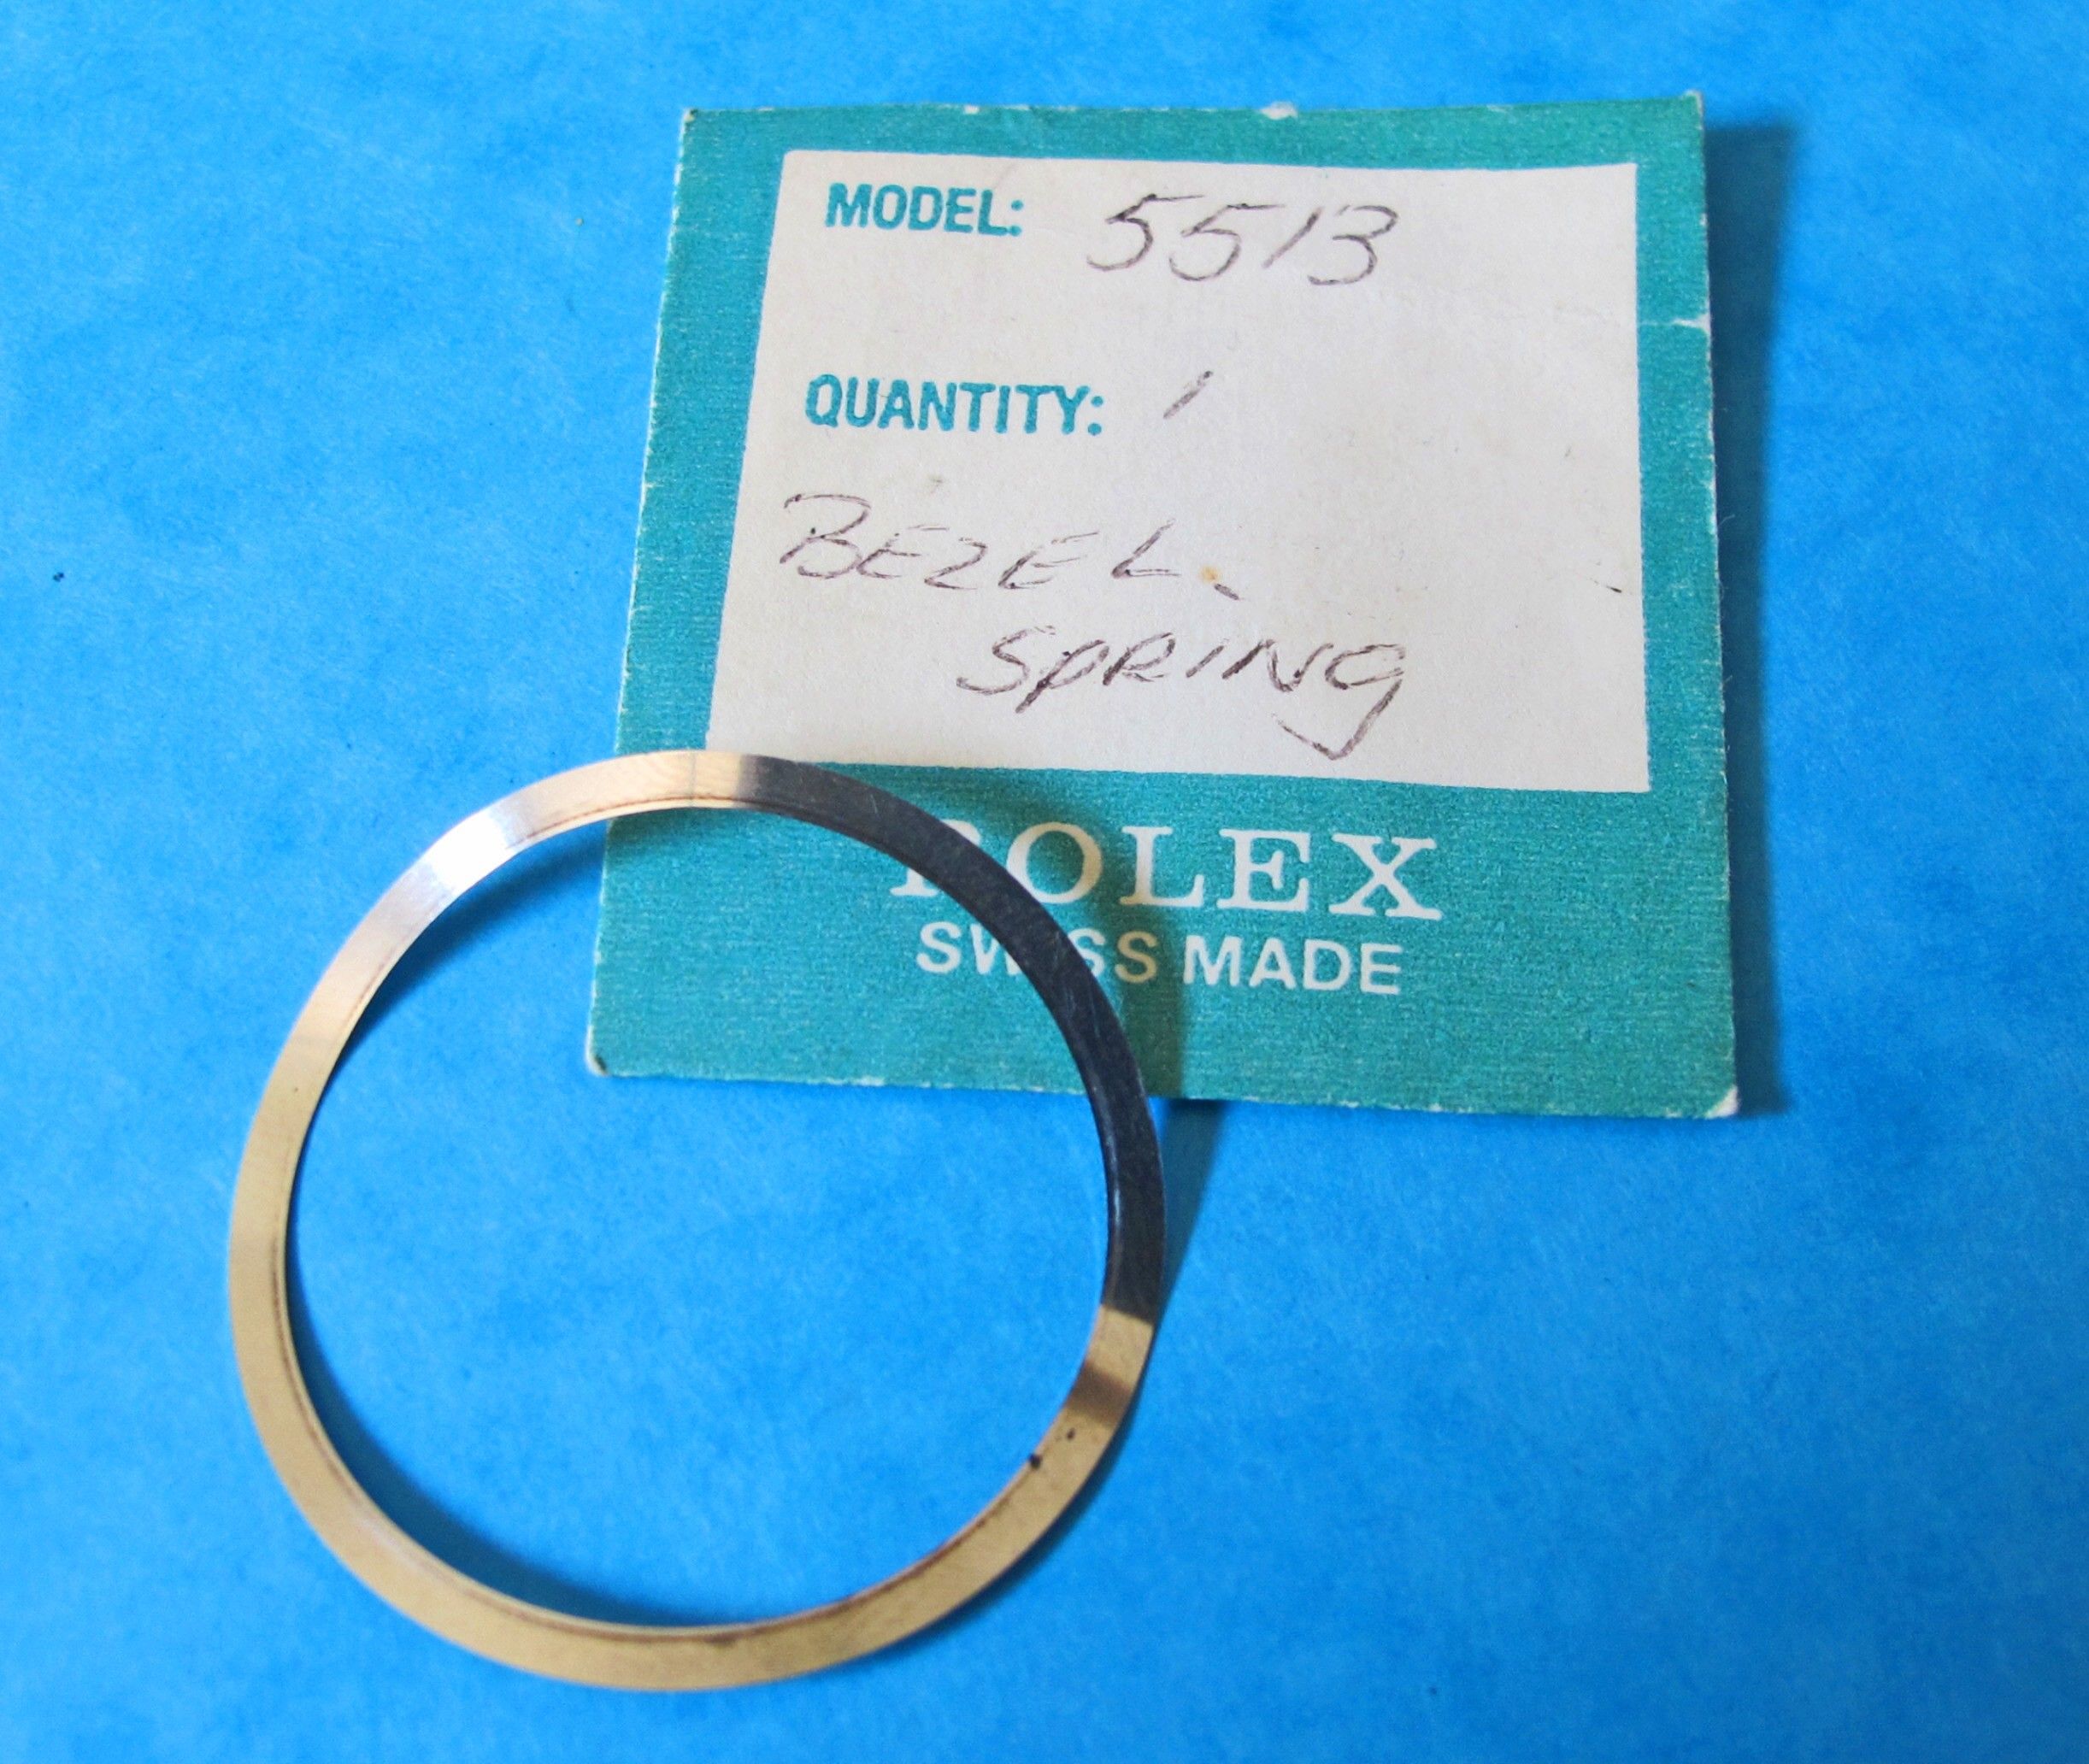 MODEL: 5513
QUANTITY: 1
BEZEL
SPRING
ROLEX
SWISS MADE